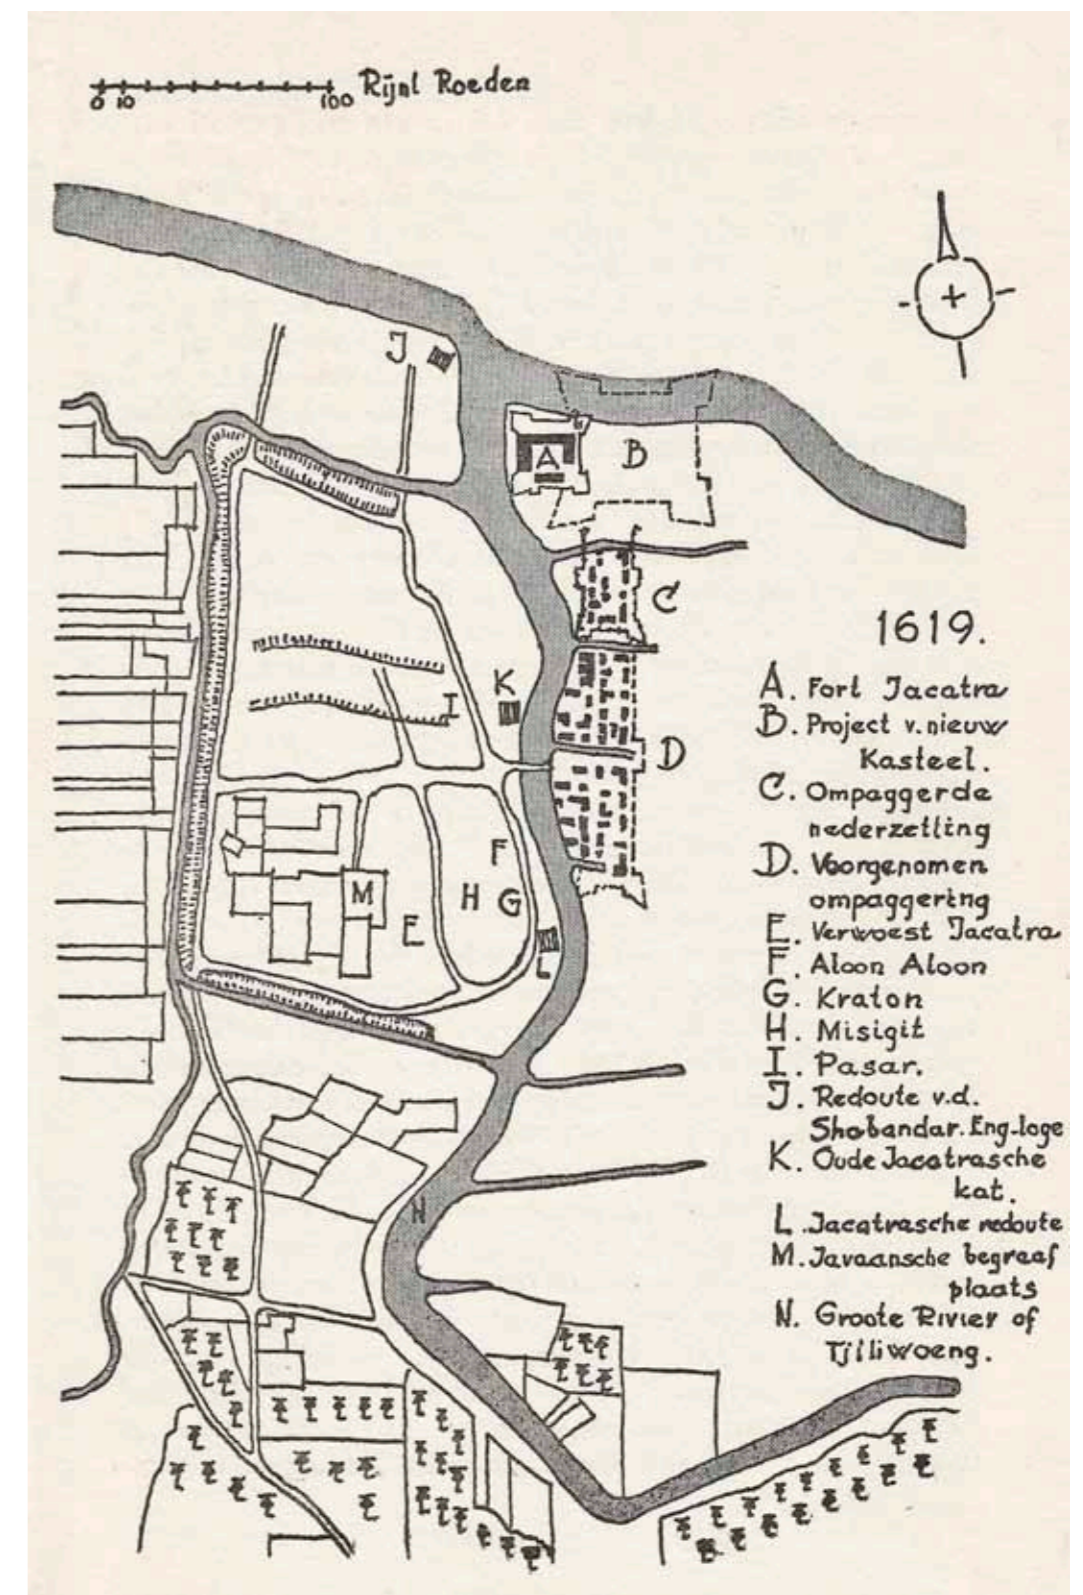 0 10 100 Rijnl Roeden
J
A
B
C
K
I
D
F
M
H
G
E
L
N
1619.
A. Fort Jacatra
B. Project v. nieuw
Kasteel.
C. Ompaggerde
nederzetting
D. Voorgenomen
ompaggering
E. Verwoest Jacatra
F. Aloon Aloon
G. Kraton
H. Misigit
I. Pasar.
J. Redoute v.d.
Shabandar. Eng. loge
K. Oude Jacatrasche
kat.
L. Jacatrasche redoute
M. Javaansche begraaf
plaats
N. Groote Rivier of
Tjiliwoeng.